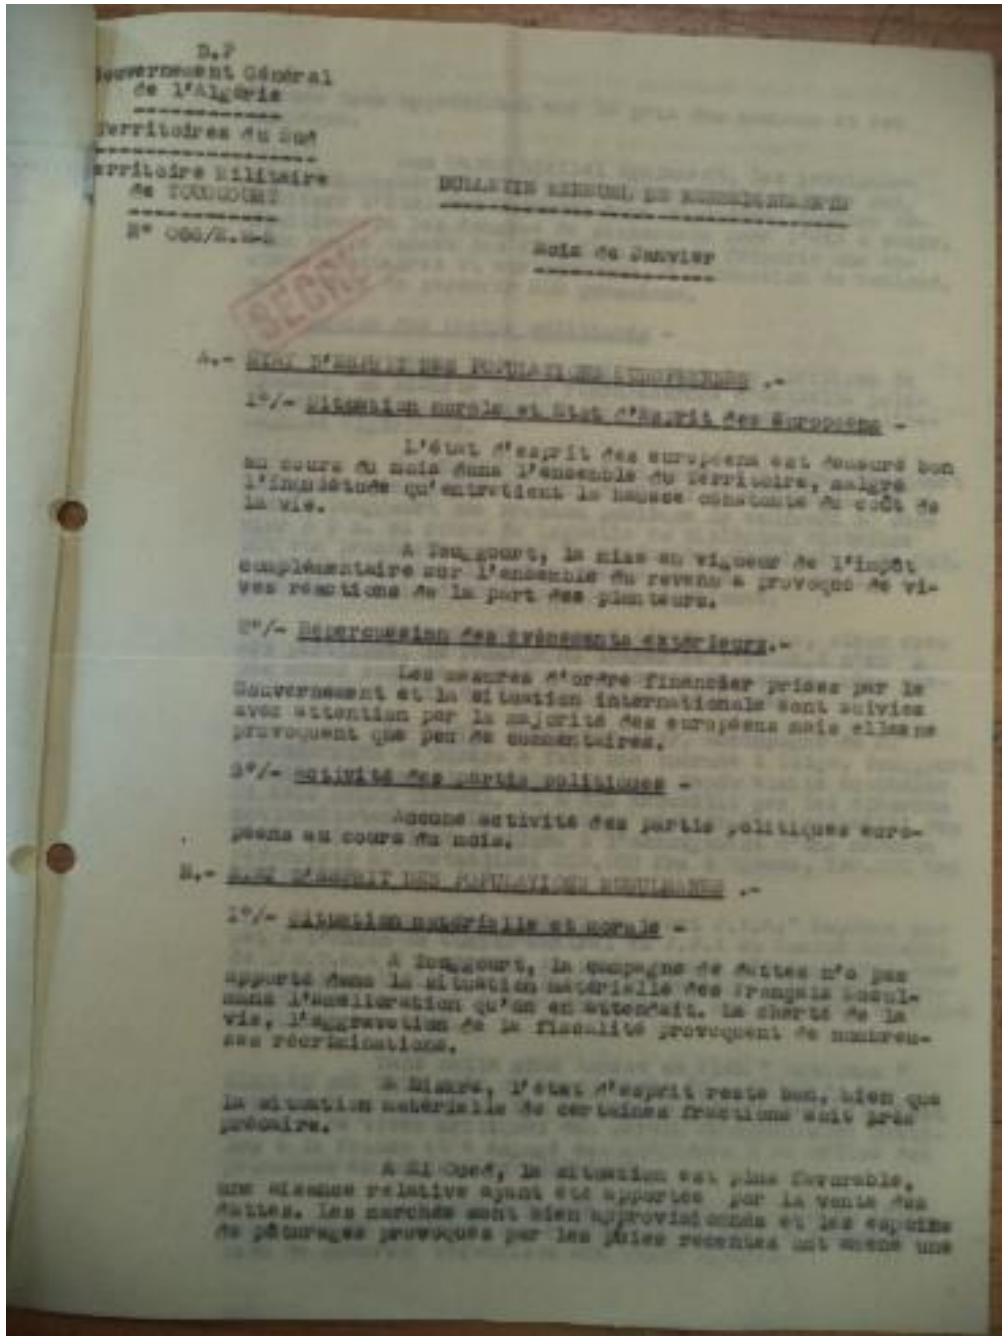 D.P
Gouvernement Général
de l'Algérie
Territoires du Sud
Territoire Militaire
de TOUGGOURT
BULLETIN MENSUEL DE RENSEIGNEMENTS
Mois de Janvier
SECRET
A.- ETAT D'ESPRIT DES POPULATIONS EUROPEENNES .-
1°/- Situation morale et Etat d'Esprit des Européens -
L'état d'esprit des européens est demeuré bon
au cours du mois dans l'ensemble du Territoire, malgré
l'inquiétude qu'entretient la hausse constante du coût de
la vie.
A Touggourt, la mise en vigueur de l'impôt
complémentaire sur l'ensemble du revenu a provoqué de vi-
ves réactions de la part des planteurs.
2°/- Répercussion des évènements extérieurs.-
Les mesures d'ordre financier prises par le
Gouvernement et la situation internationale sont suivies
avec attention par la majorité des européens mais elles ne
provoquent que peu de commentaires.
3°/- Activité des partis politiques -
Aucune activité des partis politiques euro-
péens au cours du mois.
B.- ETAT D'ESPRIT DES POPULATIONS MUSULMANES .-
1°/- Situation matérielle et morale -
A Touggourt, la campagne de dattes n'a pas
apporté dans la situation matérielle des Français Musul-
mans l'amélioration qu'on en attendait. La cherté de la
vie, l'aggravation de la fiscalité provoquent de nombreu-
ses récriminations.
A Biskra, l'état d'esprit reste bon, bien que
la situation matérielle de certaines fractions soit très
précaire.
A El Oued, la situation est plus favorable,
une aisance relative ayant été apportée par la vente des
dattes. Les marchés sont bien approvisionnés et les espoirs
de pâturages provoqués par les pluies récentes ont amené une